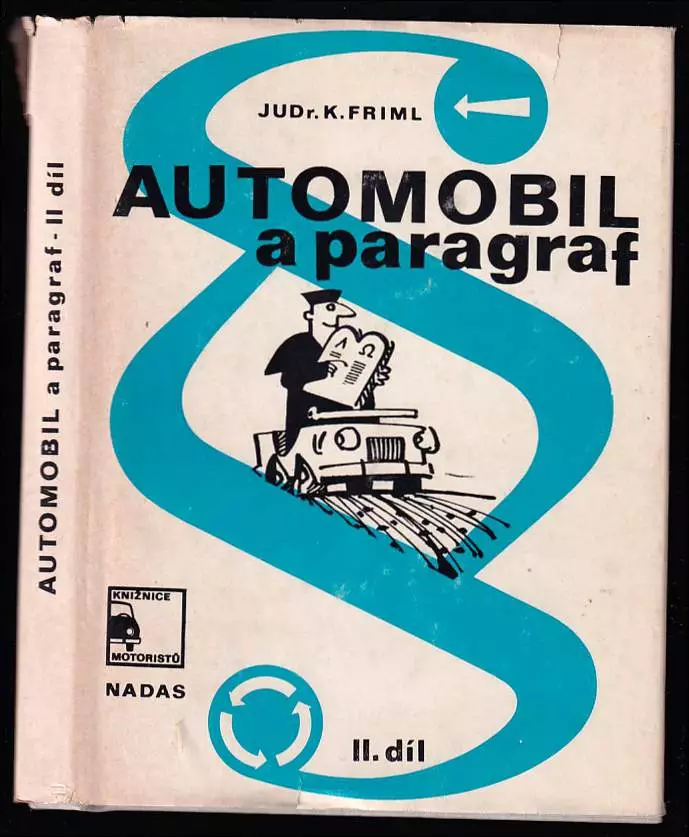 AUTOMOBIL a paragraf - II díl
JUDr. K. FRIML
AUTOMOBIL
a paragraf
A Ω
KNIŽNICE
MOTORISTŮ
NADAS
II. díl